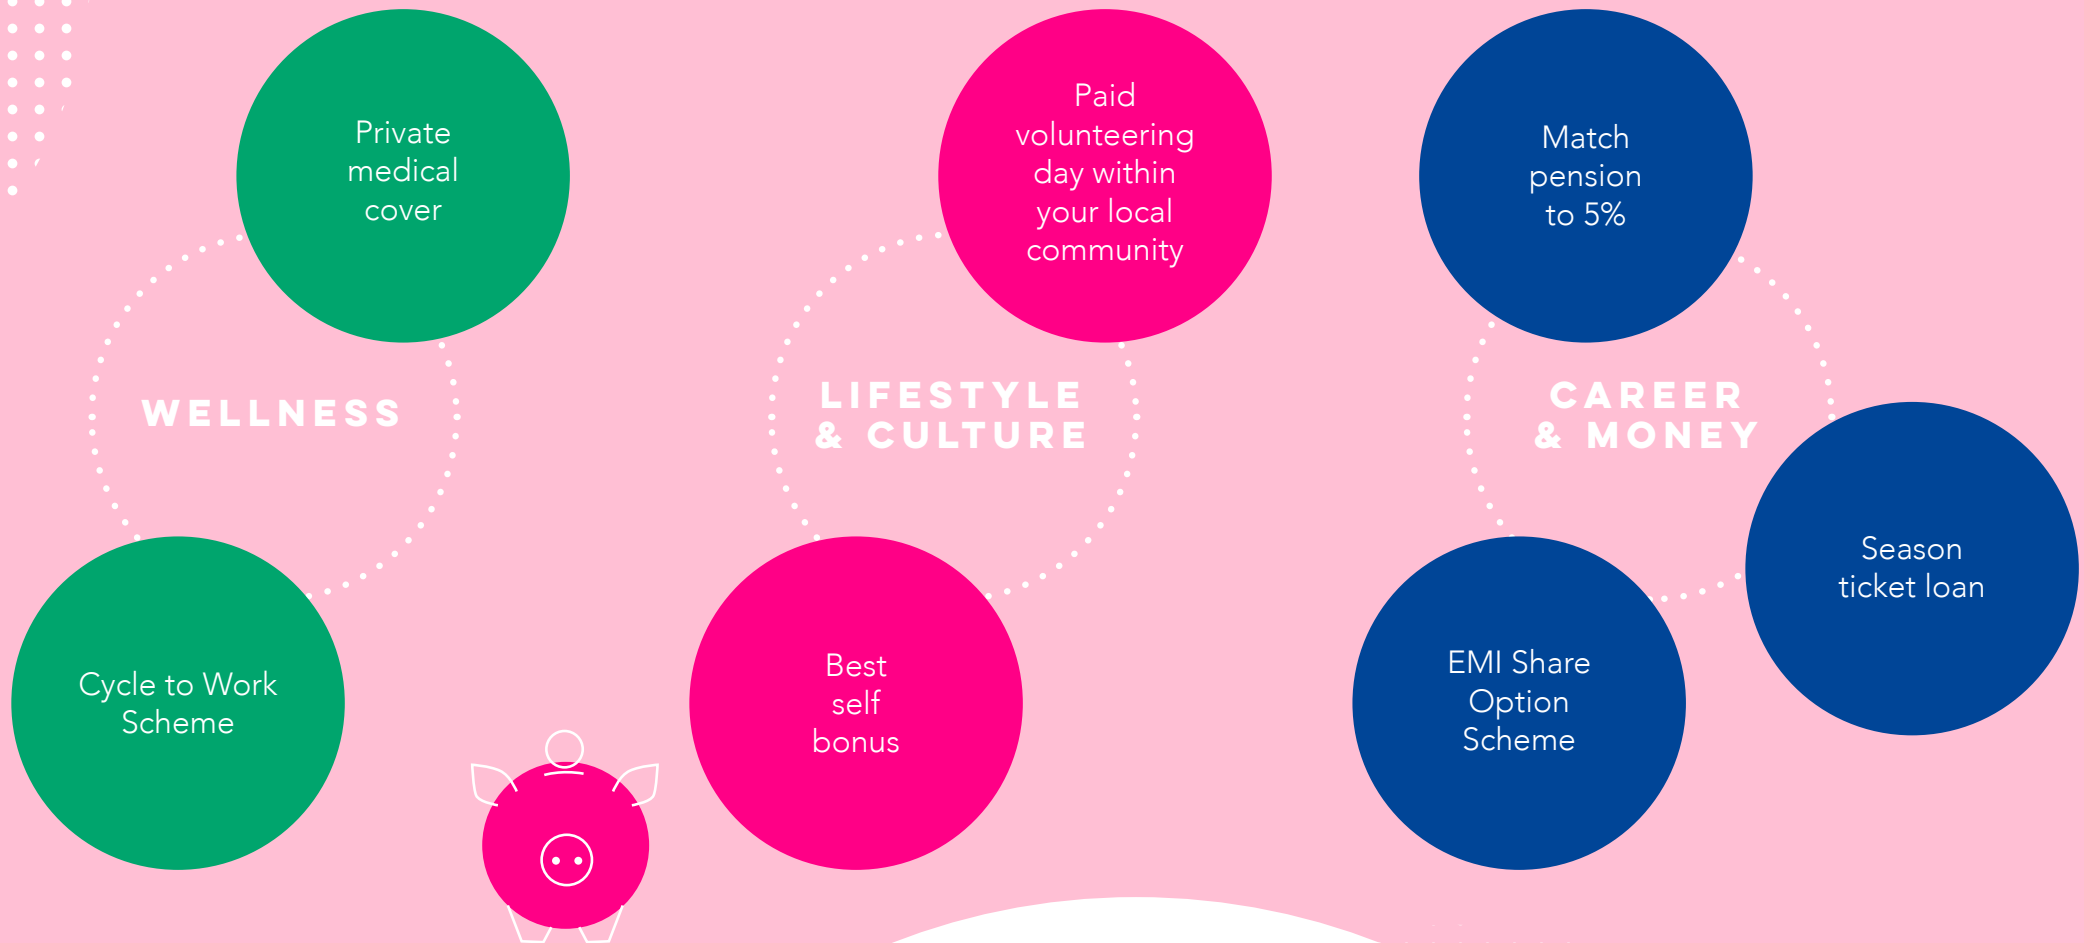 Private
medical
cover
WELLNESS
Cycle to Work
Scheme
Paid
volunteering
day within
your local
community
LIFESTYLE
& CULTURE
Best
self
bonus
Match
pension
to 5%
CAREER
& MONEY
Season
ticket loan
EMI Share
Option
Scheme